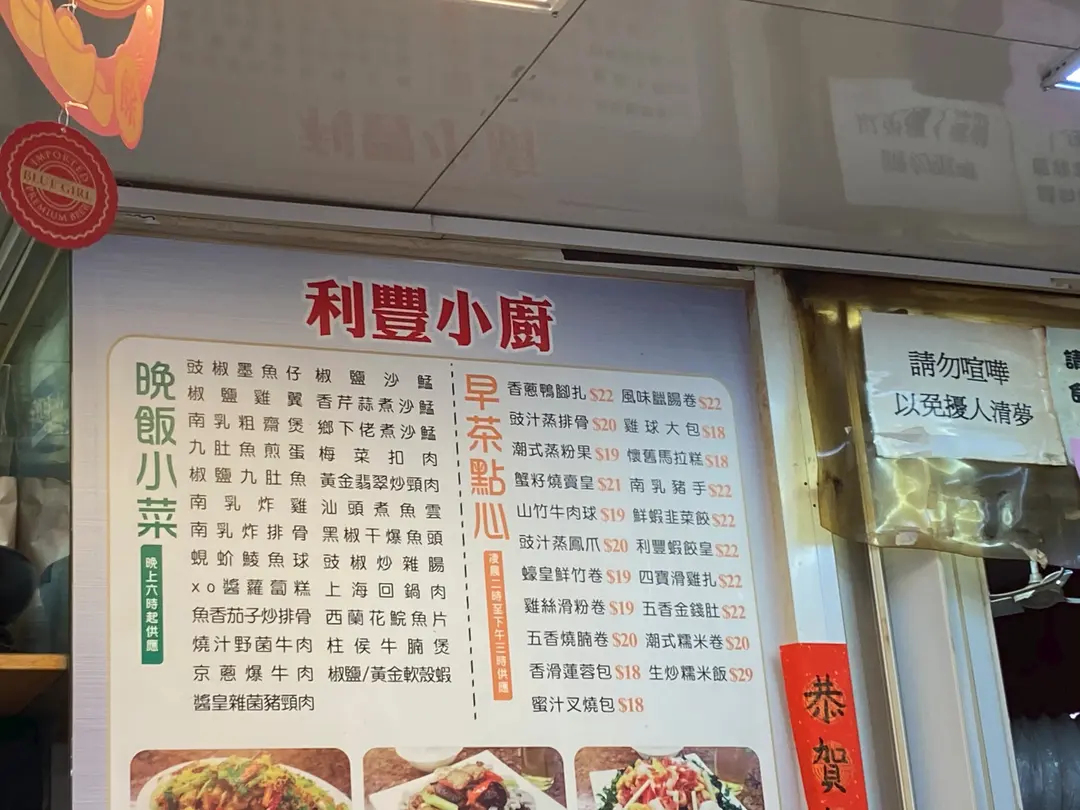 IMPORTED
BLUE GIRL
PREMIUM BEER
利豐小廚
晚飯小菜
晚上六時起供應
豉椒墨魚仔 椒鹽沙鯭
椒鹽雞翼 香芹蒜煮沙鯭
南乳粗齋煲 鄉下佬煮沙鯭
九肚魚煎蛋 梅菜扣肉
椒鹽九肚魚 黃金翡翠炒頸肉
南乳炸雞 汕頭煮魚雲
南乳炸排骨 黑椒干爆魚頭
蜆蚧鯪魚球 豉椒炒雜腸
xo醬蘿蔔糕 上海回鍋肉
魚香茄子炒排骨 西蘭花鯇魚片
燒汁野菌牛肉 柱侯牛腩煲
京蔥爆牛肉 椒鹽/黃金軟殼蝦
醬皇雜菌豬頸肉
早茶點心
凌晨二時至下午三時供應
香蔥鴨腳扎 $22 風味臘腸卷 $22
豉汁蒸排骨 $20 雞球大包 $18
潮式蒸粉果 $19 懷舊馬拉糕 $18
蟹籽燒賣皇 $21 南乳豬手 $22
山竹牛肉球 $19 鮮蝦韭菜餃 $22
豉汁蒸鳳爪 $20 利豐蝦餃皇 $22
蠔皇鮮竹卷 $19 四寶滑雞扎 $22
雞絲滑粉卷 $19 五香金錢肚 $22
五香燒腩卷 $20 潮式糯米卷 $20
香滑蓮蓉包 $18 生炒糯米飯 $29
蜜汁叉燒包 $18
請勿喧嘩
以免擾人清夢
恭賀